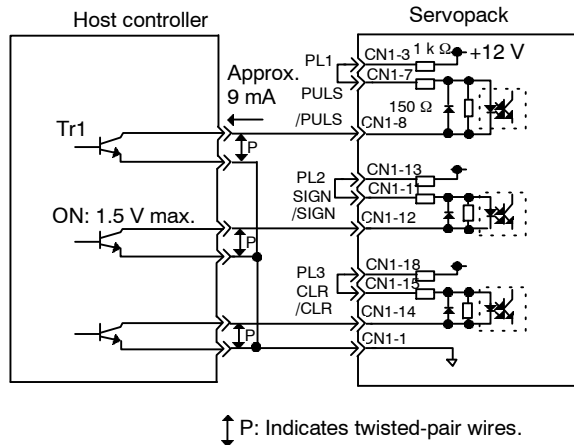 Host controller
Servopack
Approx.
9 mA
PL1
CN1-3
1 k Ω
+12 V
CN1-7
PULS
150 Ω
/PULS
CN1-8
Tr1
P
PL2
CN1-13
CN1-11
SIGN
/SIGN
CN1-12
ON: 1.5 V max.
P
PL3
CN1-18
CN1-15
CLR
/CLR
CN1-14
P
CN1-1
P: Indicates twisted-pair wires.